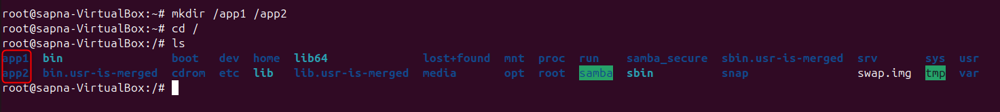 root@sapna-VirtualBox:~# mkdir /app1 /app2
root@sapna-VirtualBox:~# cd /
root@sapna-VirtualBox:/# ls
app1 bin boot dev home lib64 lost+found mnt proc run samba_secure sbin.usr-is-merged srv sys usr
app2 bin.usr-is-merged cdrom etc lib lib.usr-is-merged media opt root samba sbin snap swap.img tmp var
root@sapna-VirtualBox:/#